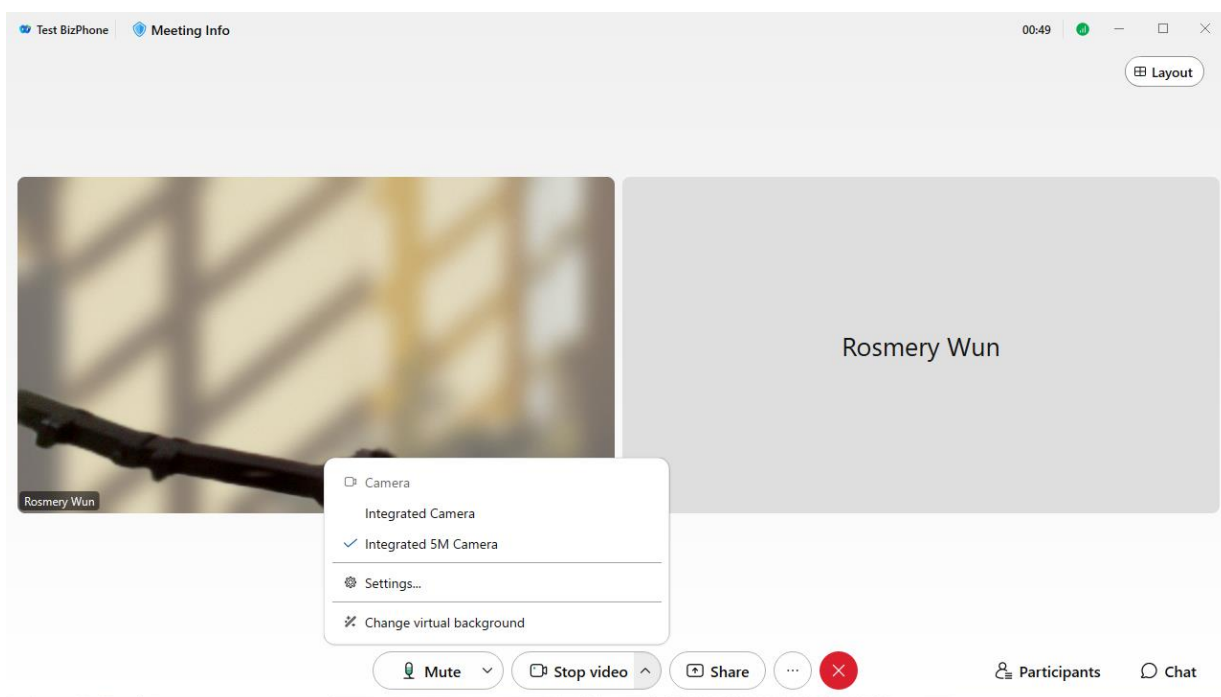 Test BizPhone
Meeting Info
00:49
Layout
Rosmery Wun
Rosmery Wun
Camera
Integrated Camera
Integrated 5M Camera
Settings...
Change virtual background
Mute
Stop video
Share
Participants
Chat